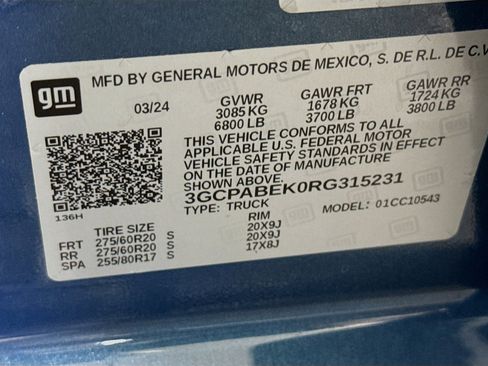 gm
MFD BY GENERAL MOTORS DE MEXICO, S. DE R.L. DE C.V
03/24 GVWR GAWR FRT GAWR RR
3085 KG 1678 KG 1724 KG
6800 LB 3700 LB 3800 LB
THIS VEHICLE CONFORMS TO ALL
APPLICABLE U.S. FEDERAL MOTOR
VEHICLE SAFETY STANDARDS IN EFFECT
ON THE DATE OF MANUFACTURE
SHOWN ABOVE.
3GCPABEK0RG315231
TYPE: TRUCK MODEL: 01CC10543
136H
TIRE SIZE RIM
FRT 275/60R20 S 20X9J
RR 275/60R20 S 20X9J
SPA 255/80R17 S 17X8J